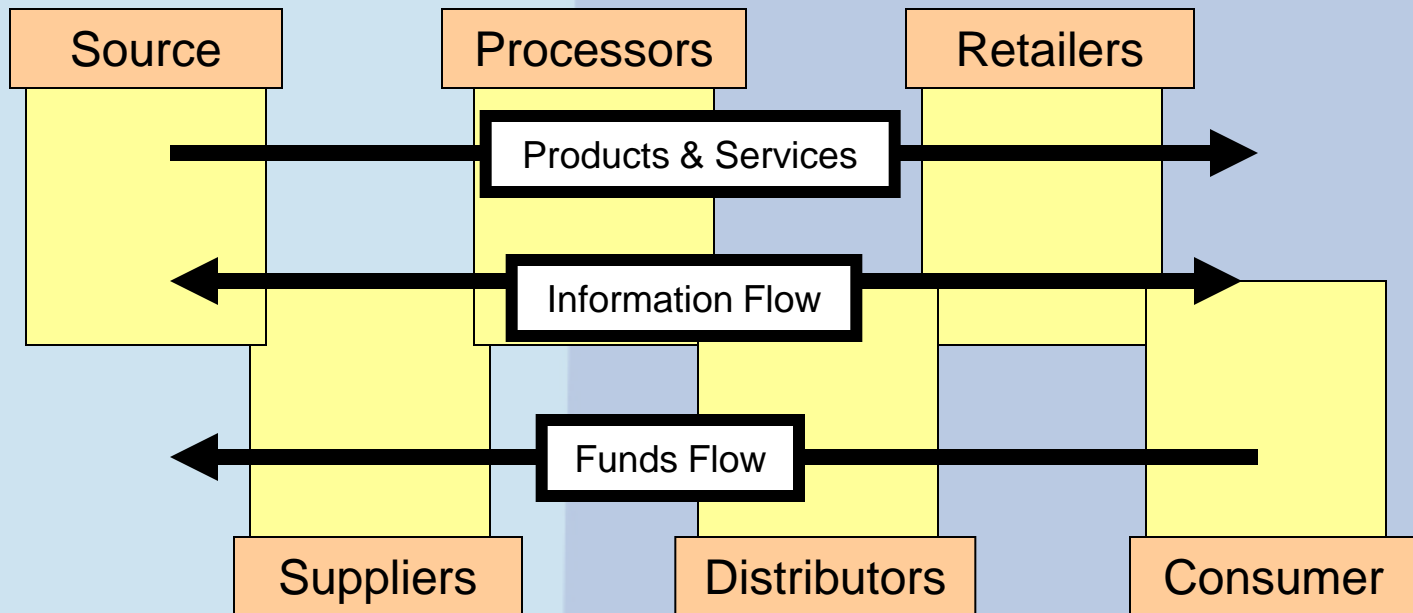 Source
Processors
Retailers
Products & Services
Information Flow
Funds Flow
Suppliers
Distributors
Consumer